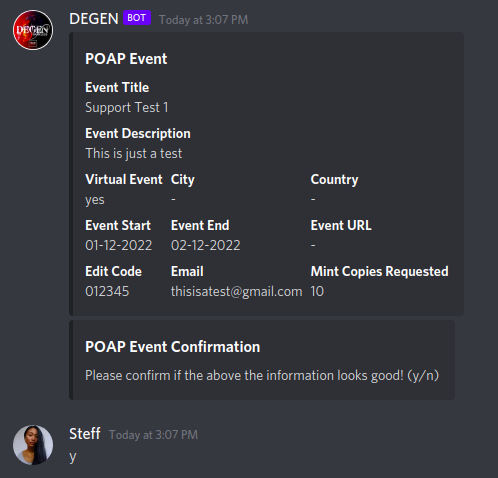 DEGEN BOT Today at 3:07 PM
DEGEN
POAP Event
Event Title
Support Test 1
Event Description
This is just a test
Virtual Event City Country
yes - -
Event Start Event End Event URL
01-12-2022 02-12-2022 -
Edit Code Email Mint Copies Requested
012345 thisisatest@gmail.com 10
POAP Event Confirmation
Please confirm if the above the information looks good! (y/n)
Steff Today at 3:07 PM
y